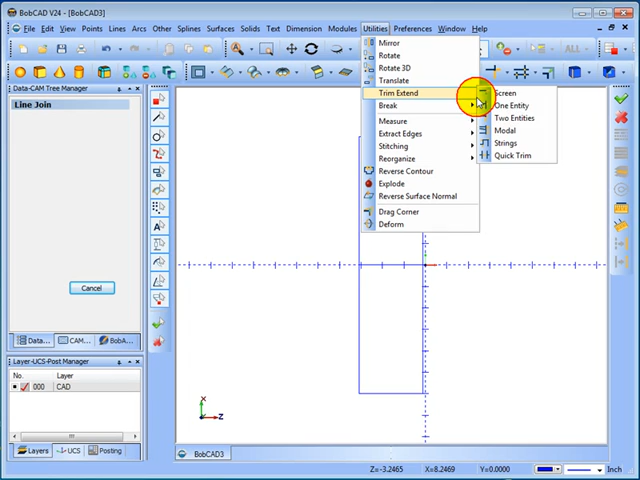 BobCAD V24 - [BobCAD3]
File Edit View Points Lines Arcs Other Splines Surfaces Solids Text Dimension Modules Utilities Preferences Window Help
ALL
Data-CAM Tree Manager
Line Join
Cancel
Data... CAM... BobA...
Layer-UCS-Post Manager
No. Layer
000 CAD
Layers UCS Posting
Mirror
Rotate
Rotate 3D
Translate
Trim Extend
Break
Measure
Extract Edges
Stitching
Reorganize
Reverse Contour
Explode
Reverse Surface Normal
Drag Corner
Deform
Screen
One Entity
Two Entities
Modal
Strings
Quick Trim
X
Z
BobCAD3
Z=-3.2465 X=8.2469 Y=0.0000 Inch